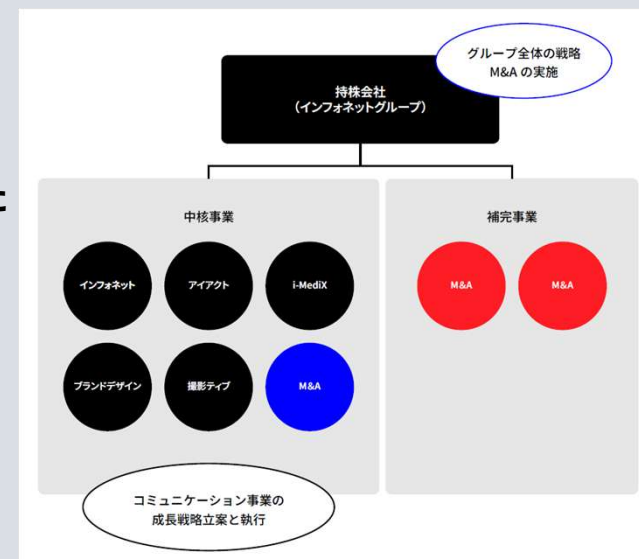 グループ全体の戦略
M&A の実施
持株会社
（インフォネットグループ）
に
中核事業
補完事業
インフォネット
アイアクト
i-MediX
M&A
M&A
ブランドデザイン
撮影ティブ
M&A
コミュニケーション事業の
成長戦略立案と執行